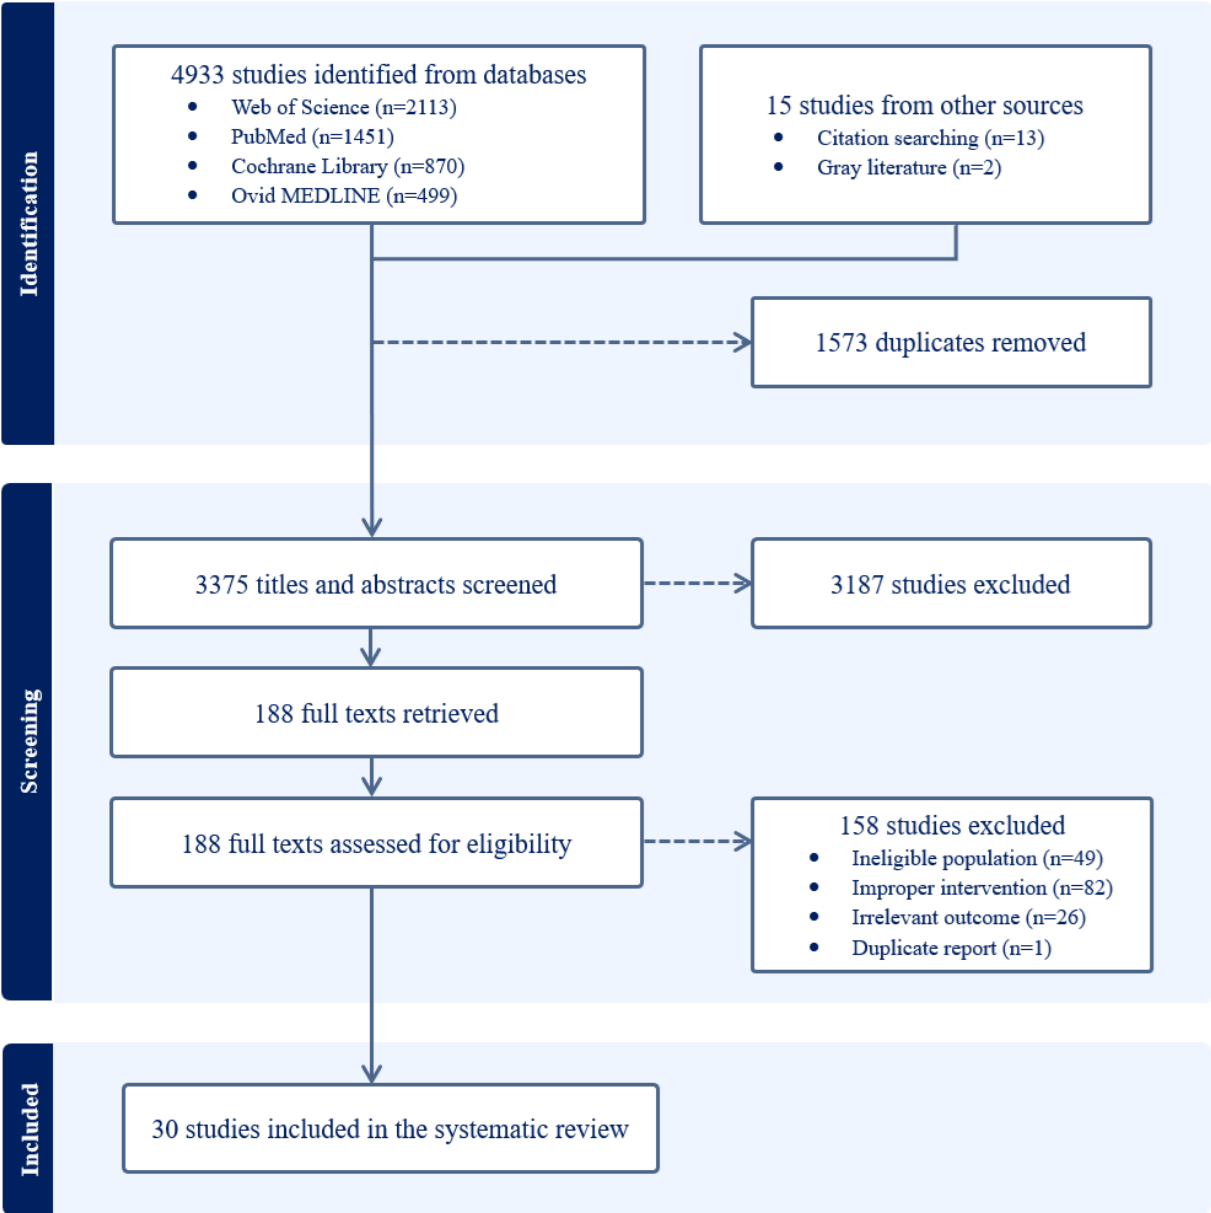 Identification
4933 studies identified from databases
• Web of Science (n=2113)
• PubMed (n=1451)
• Cochrane Library (n=870)
• Ovid MEDLINE (n=499)
15 studies from other sources
• Citation searching (n=13)
• Gray literature (n=2)
1573 duplicates removed
Screening
3375 titles and abstracts screened
3187 studies excluded
188 full texts retrieved
188 full texts assessed for eligibility
158 studies excluded
• Ineligible population (n=49)
• Improper intervention (n=82)
• Irrelevant outcome (n=26)
• Duplicate report (n=1)
Included
30 studies included in the systematic review